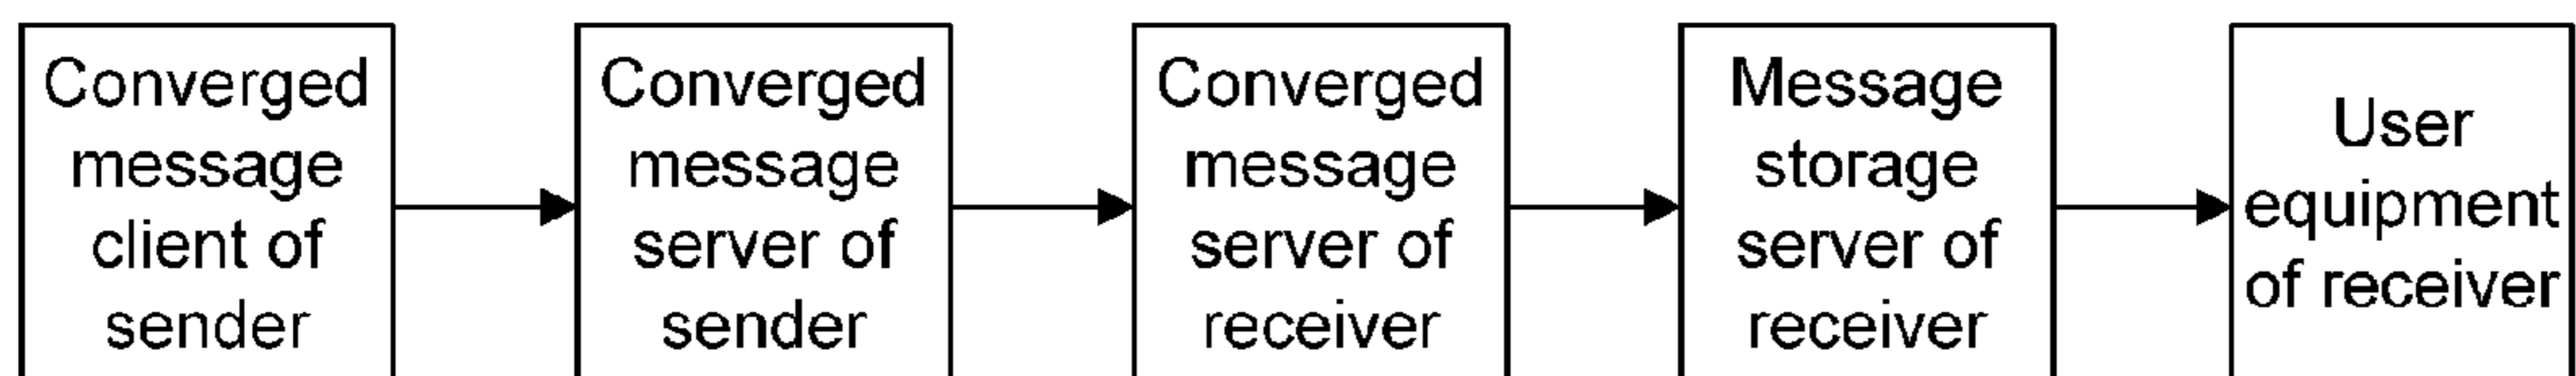 Converged
message
client of
sender
Converged
message
server of
sender
Converged
message
server of
receiver
Message
storage
server of
receiver
User
equipment
of receiver